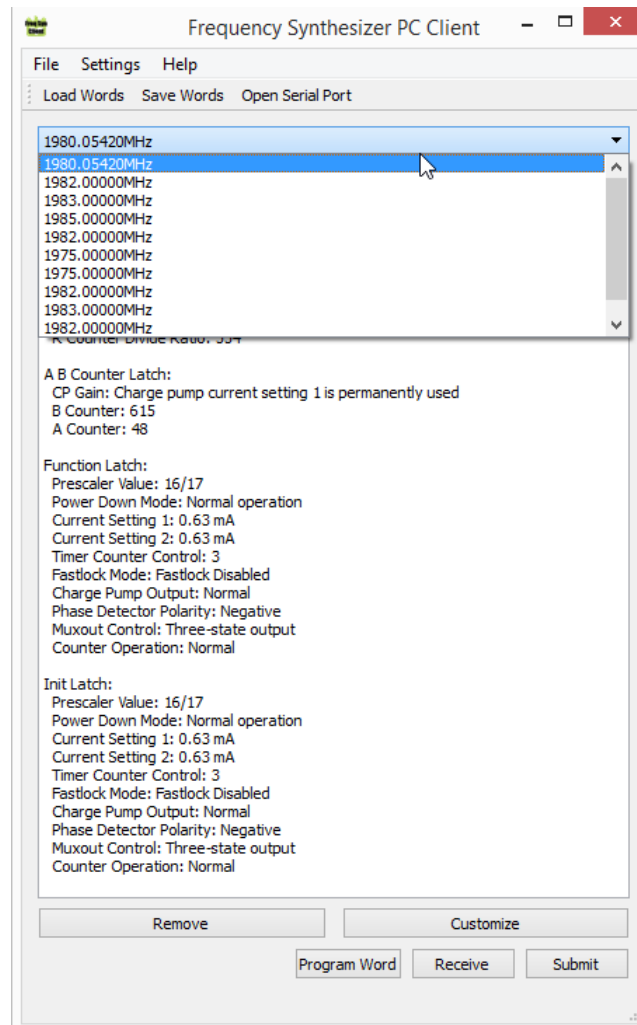 Frequency Synthesizer PC Client
File Settings Help
Load Words Save Words Open Serial Port
1980.05420MHz
1980.05420MHz
1982.00000MHz
1983.00000MHz
1985.00000MHz
1982.00000MHz
1975.00000MHz
1975.00000MHz
1982.00000MHz
1983.00000MHz
1982.00000MHz
R Counter Divide Ratio:
A B Counter Latch:
CP Gain: Charge pump current setting 1 is permanently used
B Counter: 615
A Counter: 48
Function Latch:
Prescaler Value: 16/17
Power Down Mode: Normal operation
Current Setting 1: 0.63 mA
Current Setting 2: 0.63 mA
Timer Counter Control: 3
Fastlock Mode: Fastlock Disabled
Charge Pump Output: Normal
Phase Detector Polarity: Negative
Muxout Control: Three-state output
Counter Operation: Normal
Init Latch:
Prescaler Value: 16/17
Power Down Mode: Normal operation
Current Setting 1: 0.63 mA
Current Setting 2: 0.63 mA
Timer Counter Control: 3
Fastlock Mode: Fastlock Disabled
Charge Pump Output: Normal
Phase Detector Polarity: Negative
Muxout Control: Three-state output
Counter Operation: Normal
Remove Customize
Program Word Receive Submit